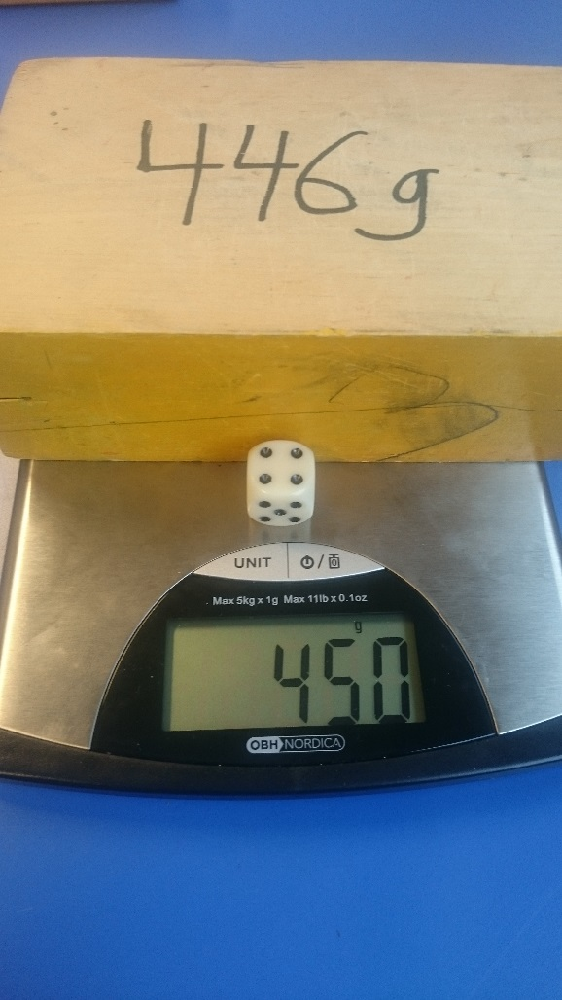 446g
UNIT
Max 5kg x 1g Max 11lb x 0.1oz
g
450
OBH NORDICA